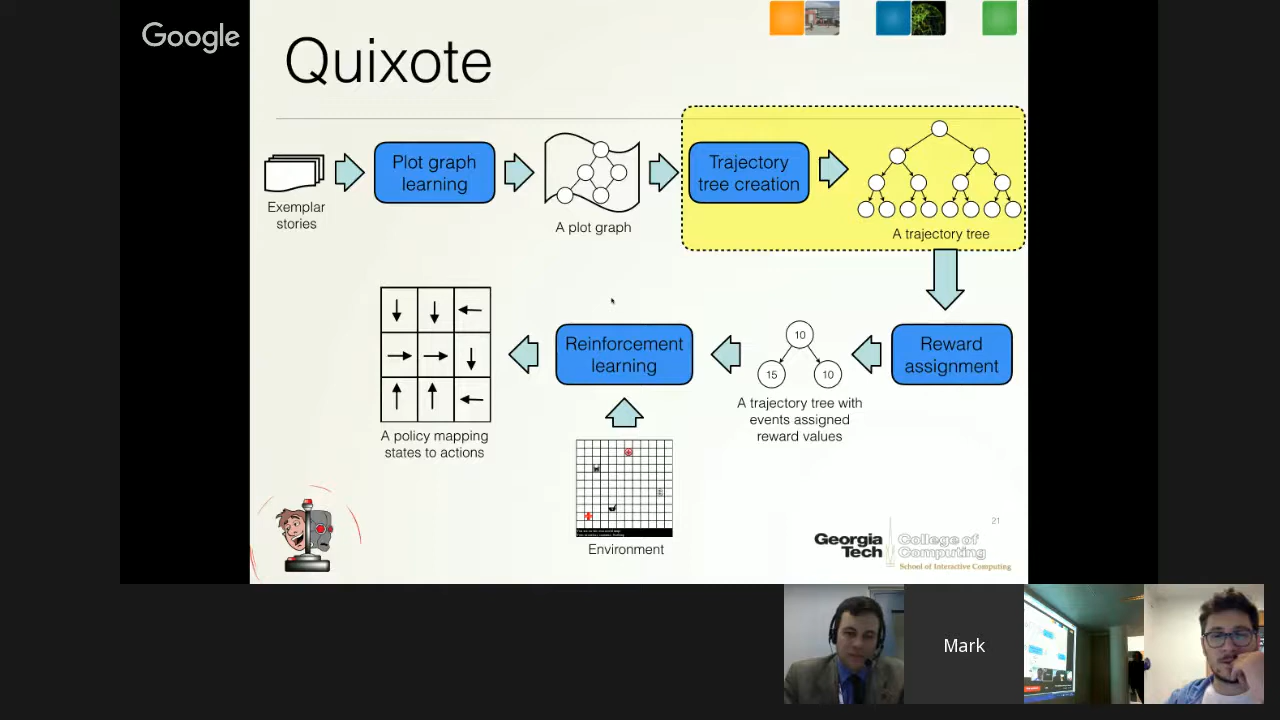 Google
Quixote
Plot graph
learning
Trajectory
tree creation
Exemplar
stories
A plot graph
A trajectory tree
Reinforcement
learning
10
15
10
Reward
assignment
A trajectory tree with
events assigned
reward values
A policy mapping
states to actions
Environment
21
Georgia
Tech
College of
Computing
School of Interactive Computing
Mark